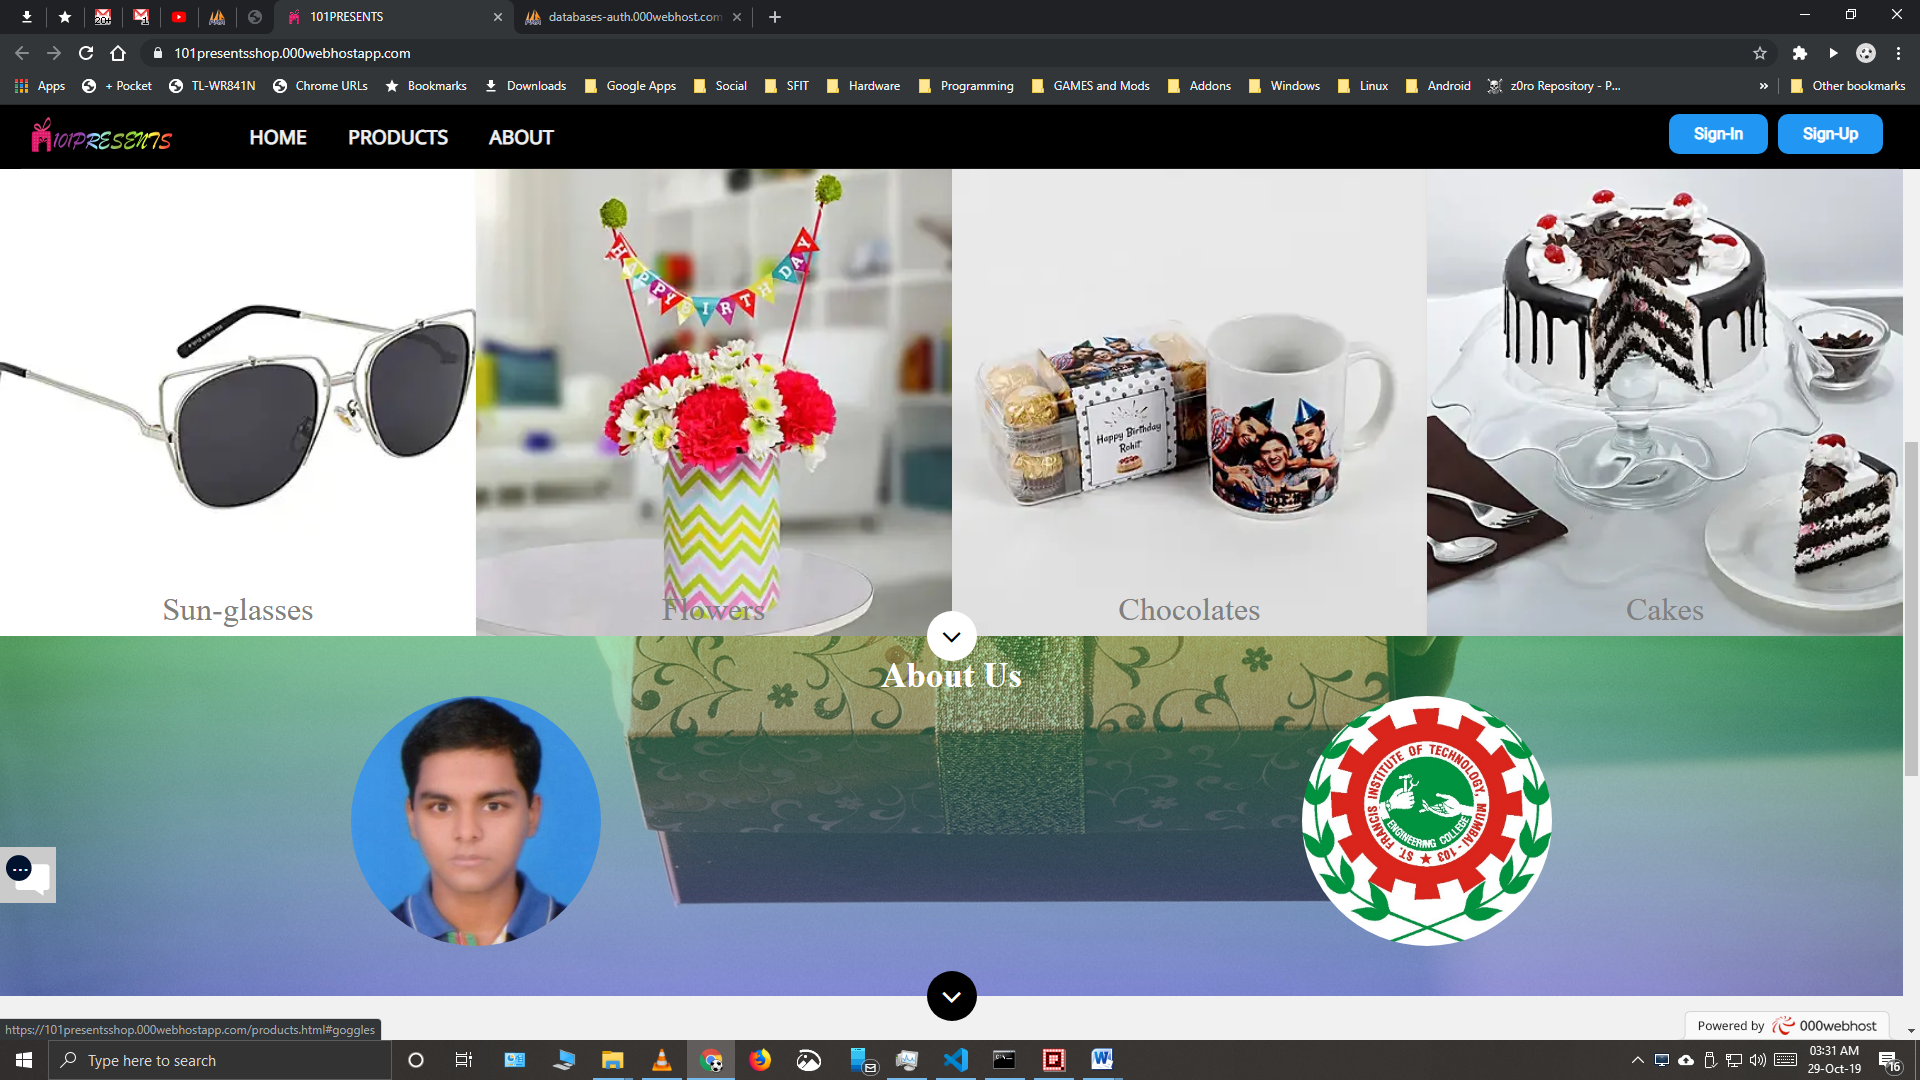 20+
1
101PRESENTS
databases-auth.000webhost.com
101presentsshop.000webhostapp.com
Apps
+ Pocket
TL-WR841N
Chrome URLs
Bookmarks
Downloads
Google Apps
Social
SFIT
Hardware
Programming
GAMES and Mods
Addons
Windows
Linux
Android
z0ro Repository - P...
»
Other bookmarks
101PRESENTS
HOME
PRODUCTS
ABOUT
Sign-In
Sign-Up
HAPPY BIRTHDAY
Happy Birthday
Rohit
Sun-glasses
Flowers
Chocolates
Cakes
About Us
ST. FRANCIS INSTITUTE OF TECHNOLOGY, MUMBAI - 103
ENGINEERING COLLEGE
https://101presentsshop.000webhostapp.com/products.html#goggles
Powered by 000webhost
Type here to search
03:31 AM
29-Oct-19
16